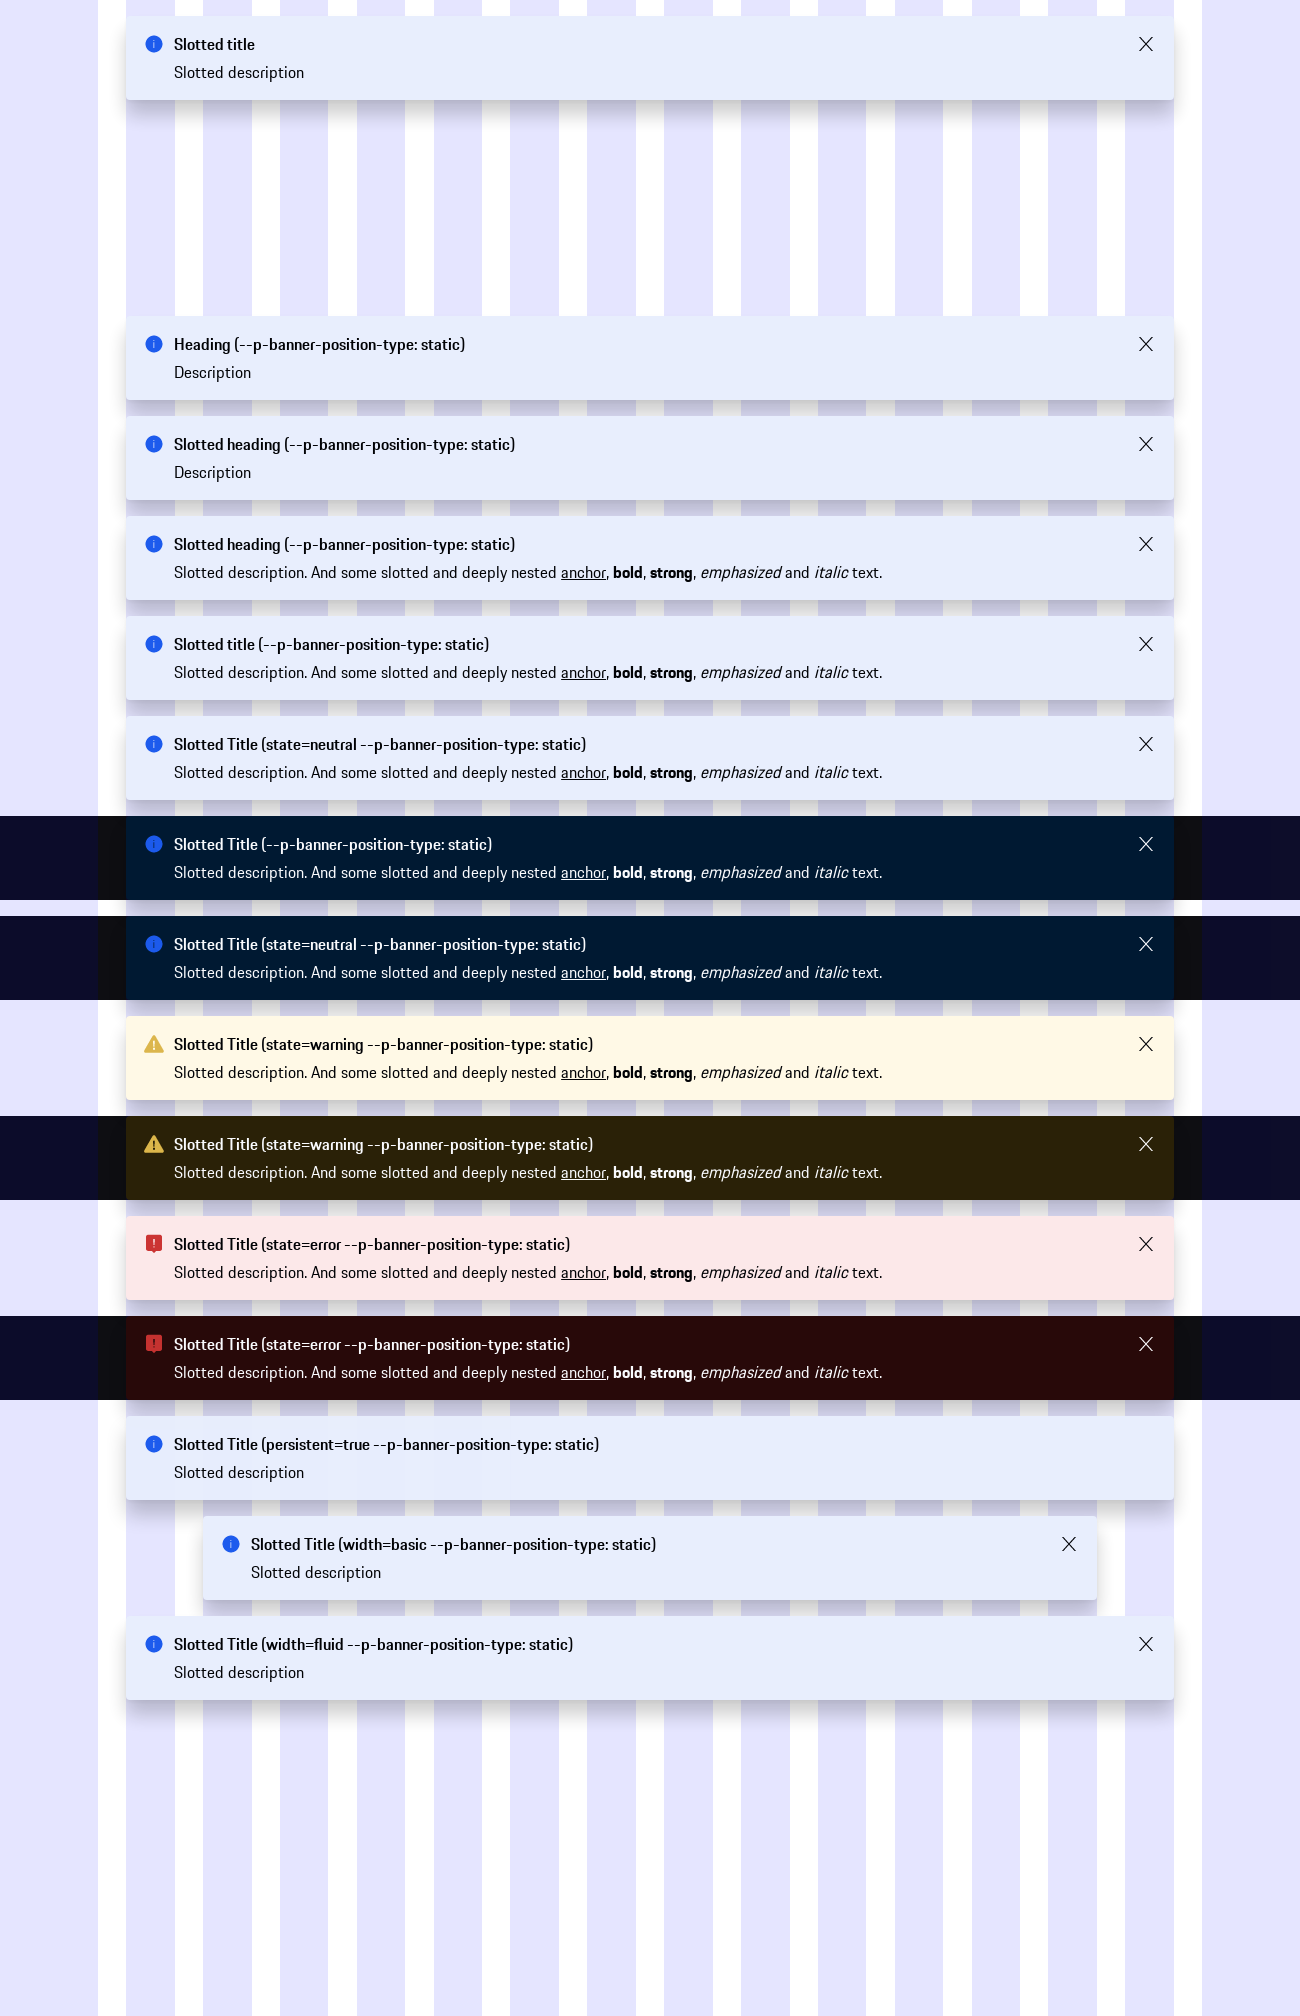 Slotted title
Slotted description
Heading (--p-banner-position-type: static)
Description
Slotted heading (--p-banner-position-type: static)
Description
Slotted heading (--p-banner-position-type: static)
Slotted description. And some slotted and deeply nested anchor, bold, strong, emphasized and italic text.
Slotted title (--p-banner-position-type: static)
Slotted description. And some slotted and deeply nested anchor, bold, strong, emphasized and italic text.
Slotted Title (state=neutral --p-banner-position-type: static)
Slotted description. And some slotted and deeply nested anchor, bold, strong, emphasized and italic text.
Slotted Title (--p-banner-position-type: static)
Slotted description. And some slotted and deeply nested anchor, bold, strong, emphasized and italic text.
Slotted Title (state=neutral --p-banner-position-type: static)
Slotted description. And some slotted and deeply nested anchor, bold, strong, emphasized and italic text.
Slotted Title (state=warning --p-banner-position-type: static)
Slotted description. And some slotted and deeply nested anchor, bold, strong, emphasized and italic text.
Slotted Title (state=warning --p-banner-position-type: static)
Slotted description. And some slotted and deeply nested anchor, bold, strong, emphasized and italic text.
Slotted Title (state=error --p-banner-position-type: static)
Slotted description. And some slotted and deeply nested anchor, bold, strong, emphasized and italic text.
Slotted Title (state=error --p-banner-position-type: static)
Slotted description. And some slotted and deeply nested anchor, bold, strong, emphasized and italic text.
Slotted Title (persistent=true --p-banner-position-type: static)
Slotted description
Slotted Title (width=basic --p-banner-position-type: static)
Slotted description
Slotted Title (width=fluid --p-banner-position-type: static)
Slotted description